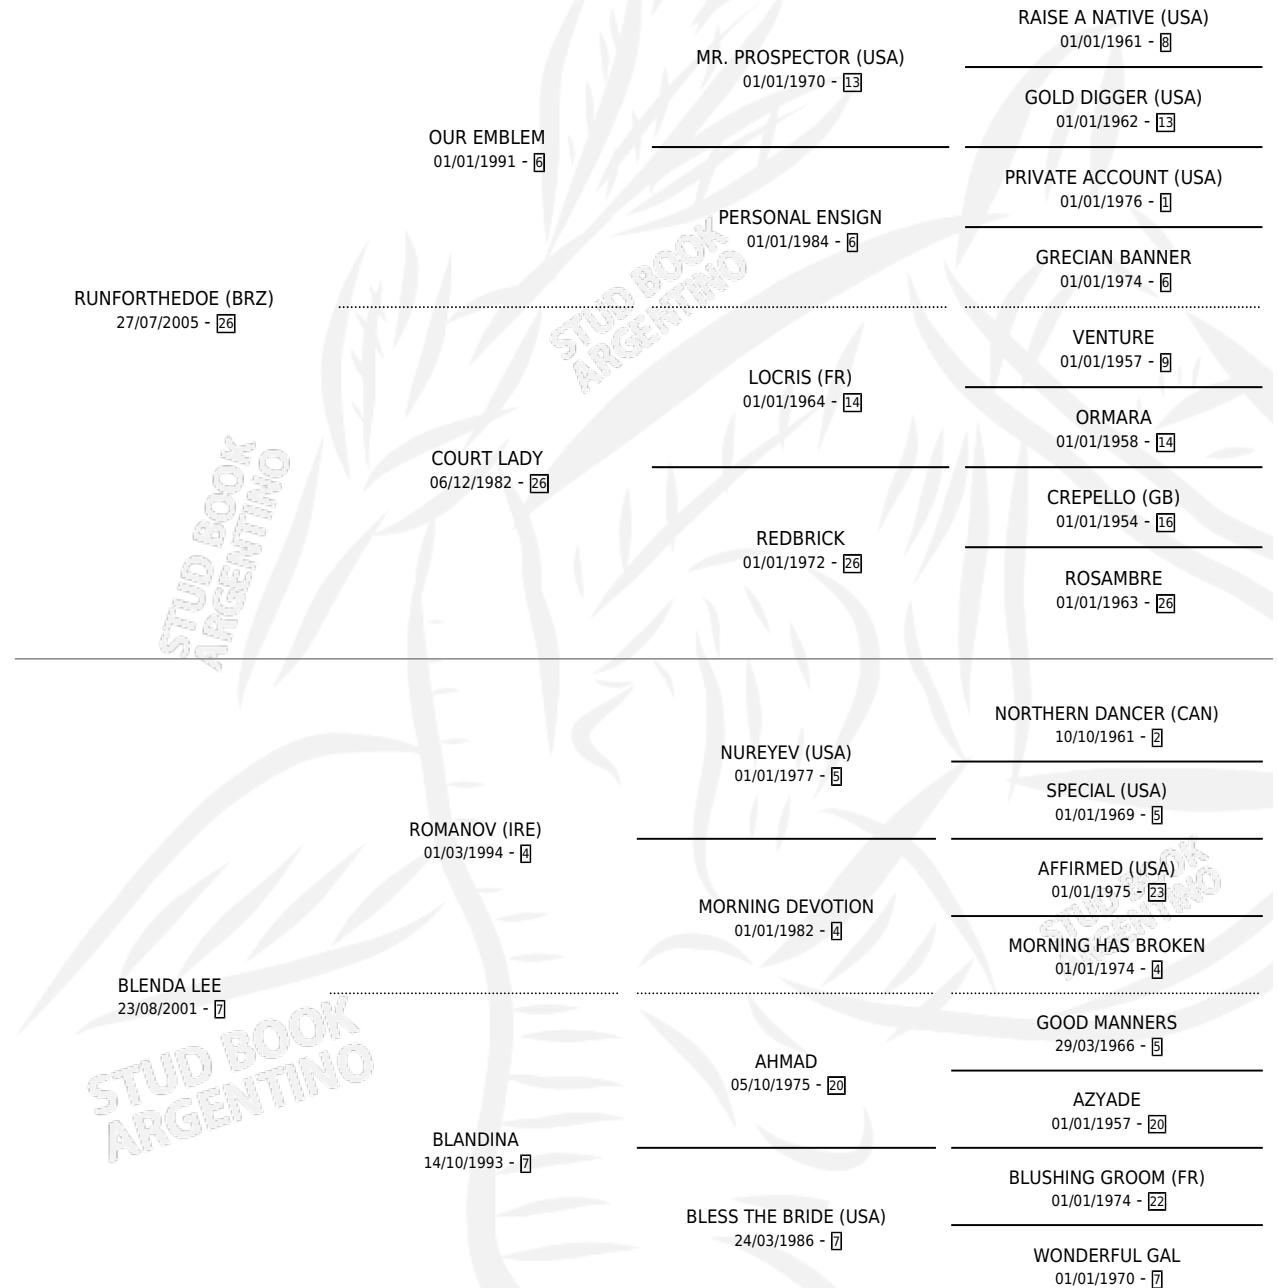 RAISE A NATIVE (USA)
01/01/1961 - 8
MR. PROSPECTOR (USA)
01/01/1970 - 13
GOLD DIGGER (USA)
01/01/1962 - 13
OUR EMBLEM
01/01/1991 - 6
PRIVATE ACCOUNT (USA)
01/01/1976 - 1
PERSONAL ENSIGN
01/01/1984 - 6
GRECIAN BANNER
01/01/1974 - 6
RUNFORTHEDOE (BRZ)
27/07/2005 - 26
STUD BOOK
ARGENTINO
VENTURE
01/01/1957 - 9
LOCRIS (FR)
01/01/1964 - 14
ORMARA
01/01/1958 - 14
COURT LADY
06/12/1982 - 26
CREPELLO (GB)
01/01/1954 - 16
REDBRICK
01/01/1972 - 26
ROSAMBRE
01/01/1963 - 26
STUD BOOK
ARGENTINO
NORTHERN DANCER (CAN)
10/10/1961 - 2
NUREYEV (USA)
01/01/1977 - 5
SPECIAL (USA)
01/01/1969 - 5
ROMANOV (IRE)
01/03/1994 - 4
AFFIRMED (USA)
01/01/1975 - 23
MORNING DEVOTION
01/01/1982 - 4
MORNING HAS BROKEN
01/01/1974 - 4
STUD BOOK
ARGENTINO
BLENDA LEE
23/08/2001 - 7
GOOD MANNERS
29/03/1966 - 5
AHMAD
05/10/1975 - 20
AZYADE
01/01/1957 - 20
STUD BOOK
ARGENTINO
BLANDINA
14/10/1993 - 7
BLUSHING GROOM (FR)
01/01/1974 - 22
BLESS THE BRIDE (USA)
24/03/1986 - 7
WONDERFUL GAL
01/01/1970 - 7